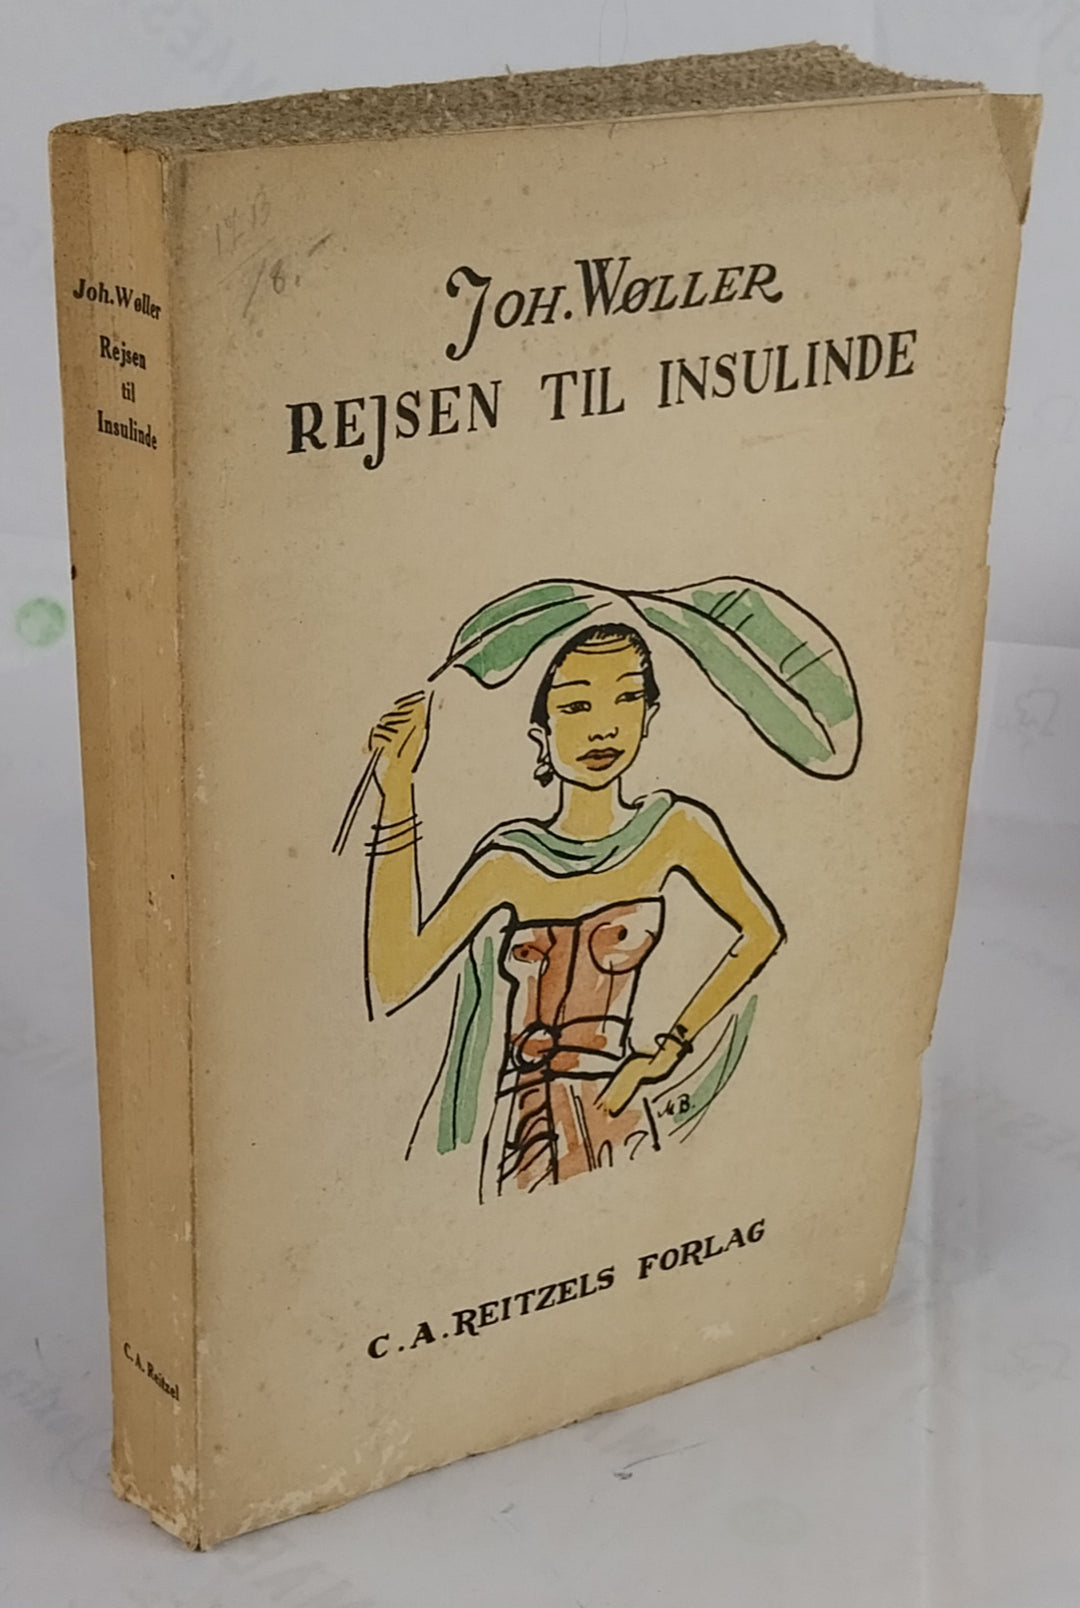 Joh. Wøller
Rejsen
til
Insulinde
C. A. Reitzel
JOH. WØLLER
REJSEN TIL INSULINDE
C. A. REITZELS FORLAG